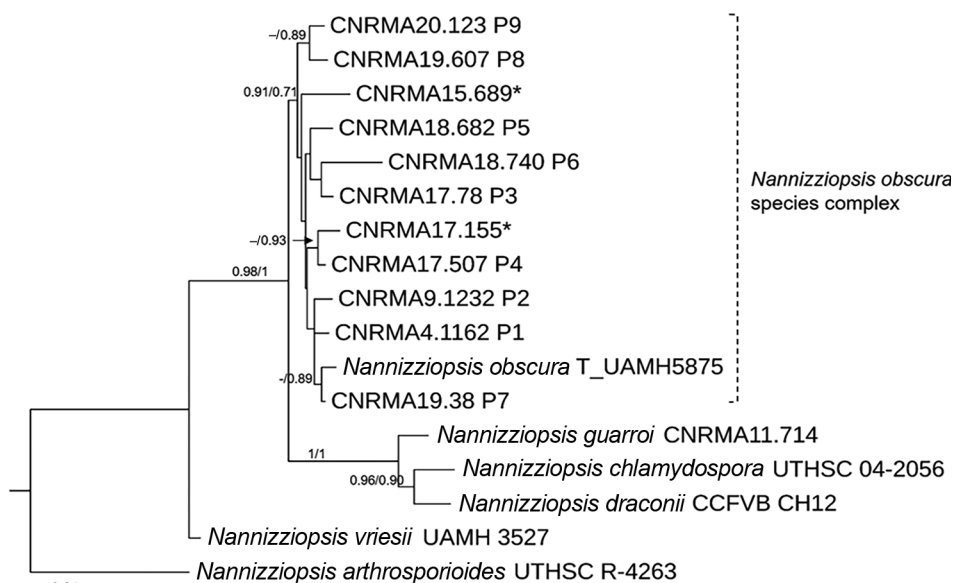 CNRMA20.123 P9
–/0.89
CNRMA19.607 P8
0.91/0.71
CNRMA15.689*
CNRMA18.682 P5
CNRMA18.740 P6
Nannizziopsis obscura
species complex
CNRMA17.78 P3
CNRMA17.155*
–/0.93
CNRMA17.507 P4
0.98/1
CNRMA9.1232 P2
CNRMA4.1162 P1
Nannizziopsis obscura T_UAMH5875
-/0.89
CNRMA19.38 P7
Nannizziopsis guarroi CNRMA11.714
1/1
Nannizziopsis chlamydospora UTHSC 04-2056
0.96/0.90
Nannizziopsis draconii CCFVB CH12
Nannizziopsis vriesii UAMH 3527
Nannizziopsis arthrosporioides UTHSC R-4263